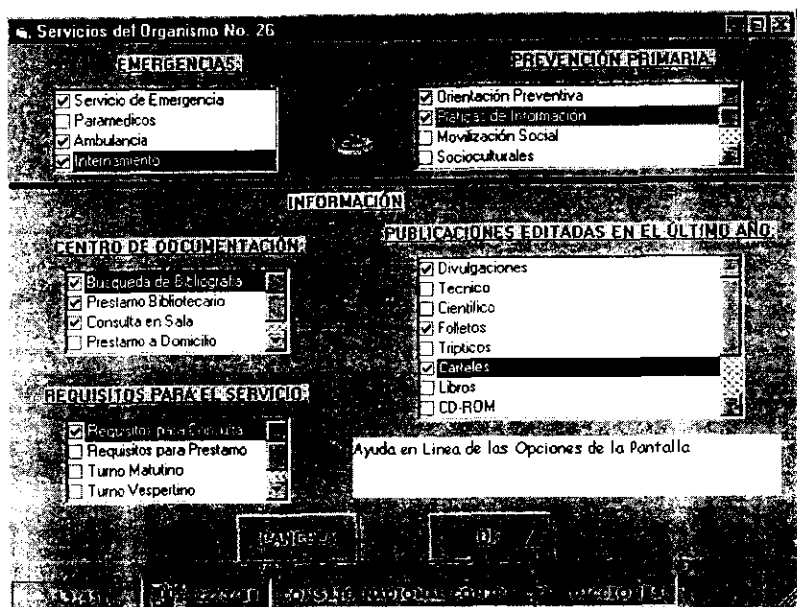 Servicios del Organismo No. 26
EMERGENCIAS:
Servicio de Emergencia
Paramedicos
Ambulancia
Internamiento
PREVENCIÓN PRIMARIA:
Orientación Preventiva
Platicas de Información
Movilización Social
Socioculturales
INFORMACIÓN
CENTRO DE DOCUMENTACIÓN:
Busqueda de Bibliografia
Prestamo Bibliotecario
Consulta en Sala
Prestamo a Domicilio
PUBLICACIONES EDITADAS EN EL ÚLTIMO AÑO:
Divulgaciones
Tecnico
Cientifico
Folletos
Tripticos
Carteles
Libros
CD-ROM
REQUISITOS PARA EL SERVICIO:
Requisitos para Consulta
Requisitos para Prestamo
Turno Matutino
Turno Vespertino
Ayuda en Linea de las Opciones de la Pantalla
CANCEL
NACIONAL